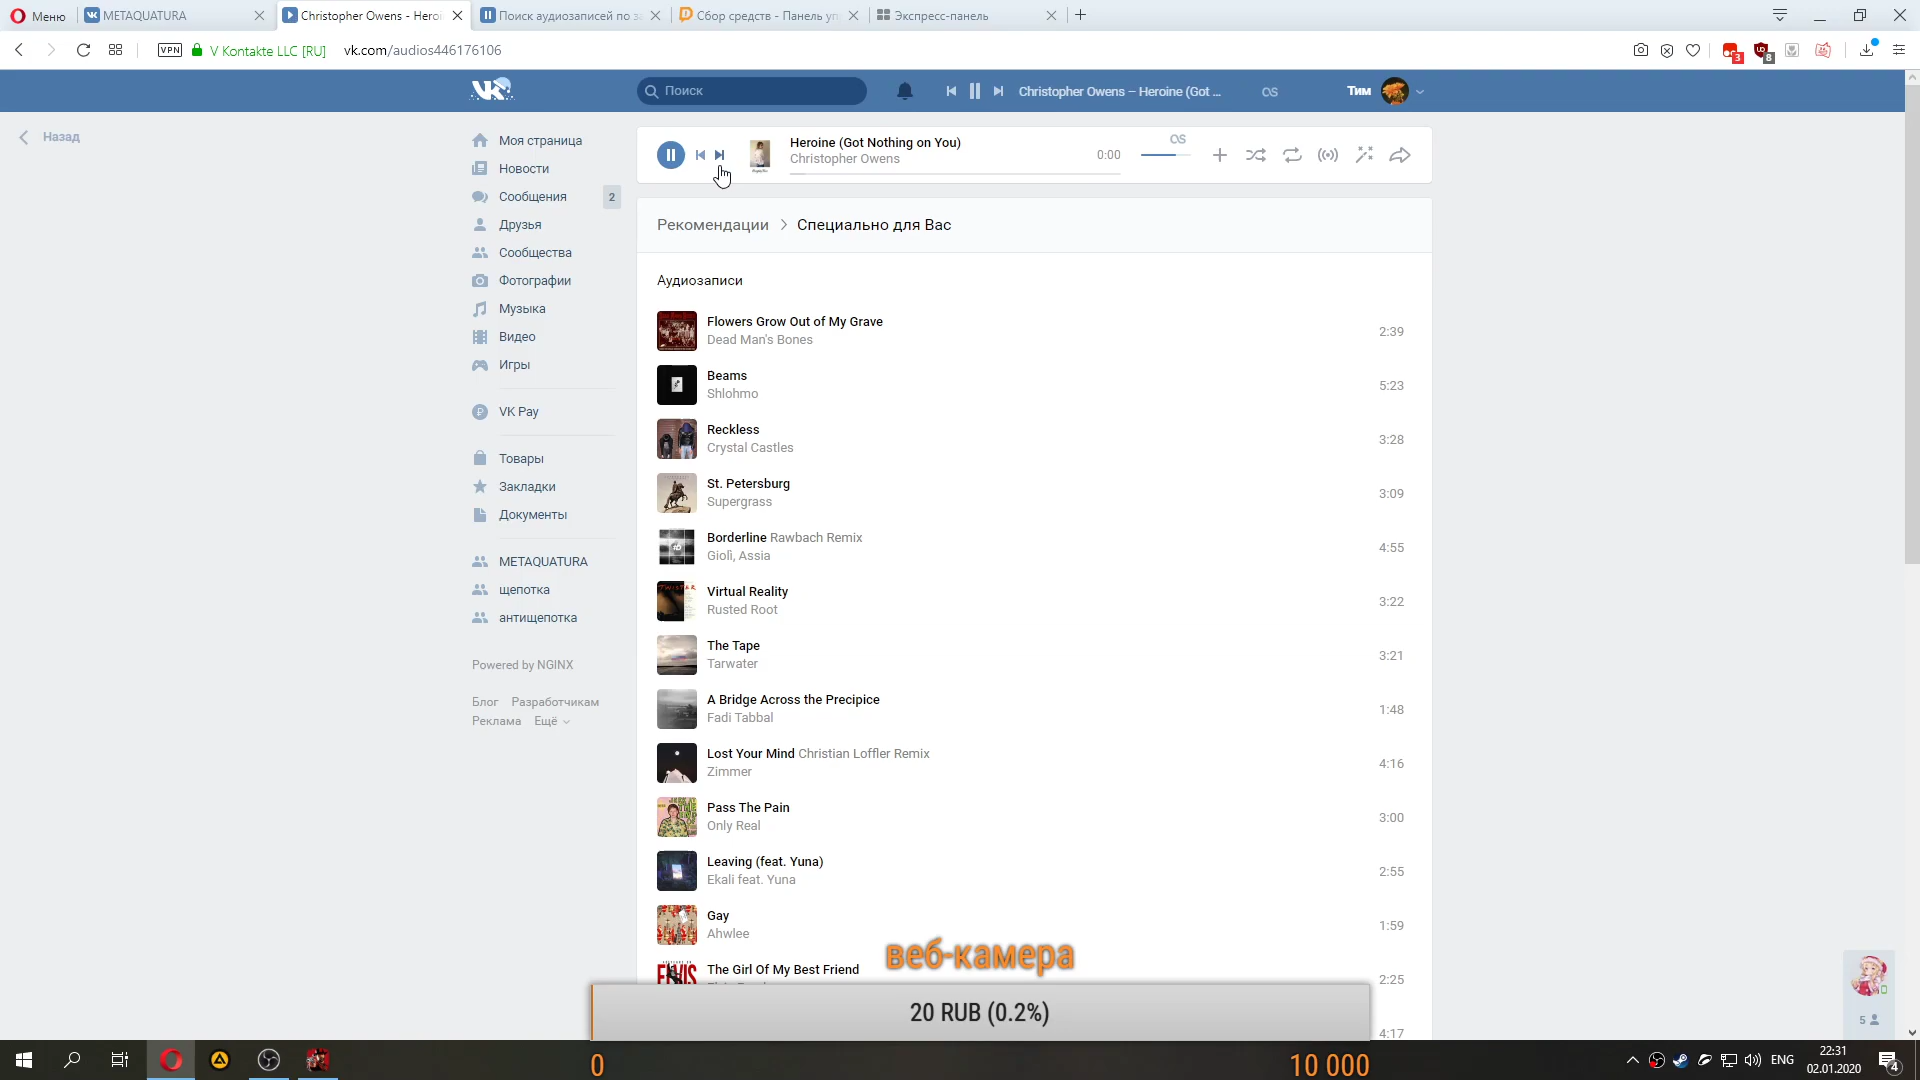 Меню
METAQUATURA
Christopher Owens - Heroi
Поиск аудиозаписей по за
Сбор средств - Панель уп
Экспресс-панель
VPN
V Kontakte LLC [RU]
vk.com/audios446176106
3
8
Поиск
Christopher Owens – Heroine (Got ...
Тим
Назад
Моя страница
Новости
Сообщения
2
Друзья
Сообщества
Фотографии
Музыка
Видео
Игры
VK Pay
Товары
Закладки
Документы
METAQUATURA
щепотка
антищепотка
Powered by NGINX
Блог Разработчикам
Реклама Ещё
Heroine (Got Nothing on You)
Christopher Owens
0:00
Рекомендации > Специально для Вас
Аудиозаписи
Flowers Grow Out of My Grave
Dead Man's Bones
2:39
Beams
Shlohmo
5:23
Reckless
Crystal Castles
3:28
St. Petersburg
Supergrass
3:09
Borderline Rawbach Remix
Giolì, Assia
4:55
Virtual Reality
Rusted Root
3:22
The Tape
Tarwater
3:21
A Bridge Across the Precipice
Fadi Tabbal
1:48
Lost Your Mind Christian Loffler Remix
Zimmer
4:16
Pass The Pain
Only Real
3:00
Leaving (feat. Yuna)
Ekali feat. Yuna
2:55
Gay
Ahwlee
1:59
ELVIS
The Girl Of My Best Friend
2:25
4:17
веб-камера
20 RUB (0.2%)
0
10 000
5
ENG
22:31
02.01.2020
4